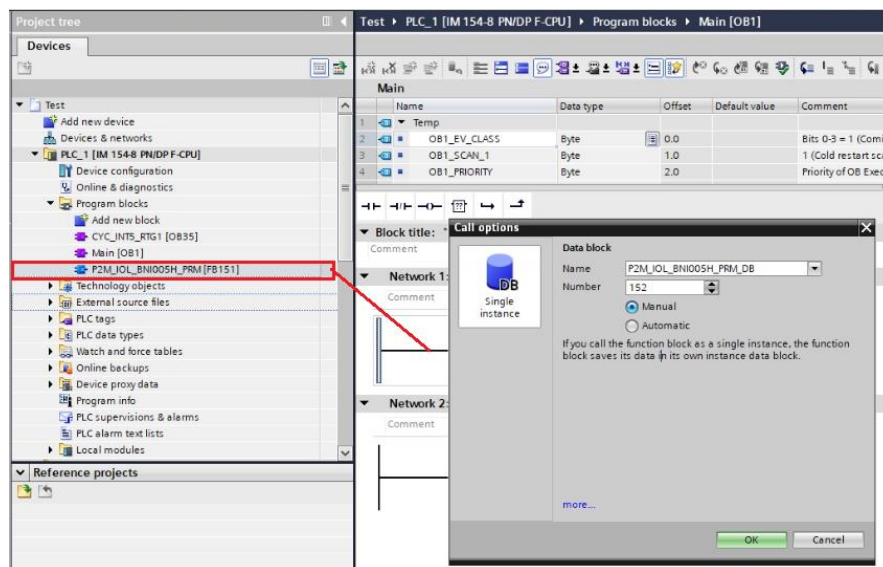 Project tree
Devices
Test
Add new device
Devices & networks
PLC_1 [IM 154-8 PN/DP F-CPU]
Device configuration
Online & diagnostics
Program blocks
Add new block
CYC_INT5_RTG1 [OB35]
Main [OB1]
P2M_IOL_BNI005H_PRM [FB151]
Technology objects
External source files
PLC tags
PLC data types
Watch and force tables
Online backups
Device proxy data
Program info
PLC supervisions & alarms
PLC alarm text lists
Local modules
Reference projects
Test PLC_1 [IM 154-8 PN/DP F-CPU] Program blocks Main [OB1]
Main
Name Data type Offset Default value Comment
1 Temp
2 OB1_EV_CLASS Byte 0.0 Bits 0-3 = 1 (Comi
3 OB1_SCAN_1 Byte 1.0 1 (Cold restart sca
4 OB1_PRIORITY Byte 2.0 Priority of OB Exec
Block title:
Comment
Network 1:
Comment
Network 2:
Comment
Call options
DB
Single
instance
Data block
Name P2M_IOL_BNI005H_PRM_DB
Number 152
Manual
Automatic
If you call the function block as a single instance, the function
block saves its data in its own instance data block.
more...
OK Cancel